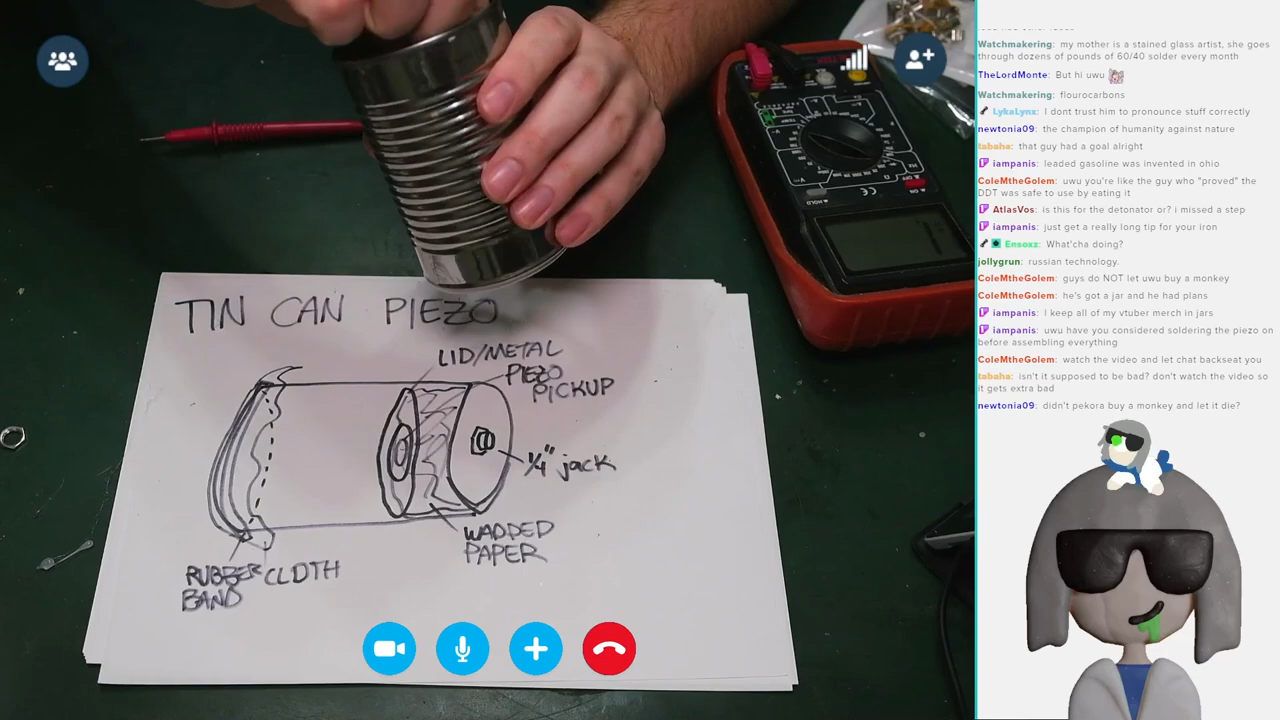 TIN CAN PIEZO
LID/METAL
PIEZO
PICKUP
1/4" jack
WADDED
PAPER
RUBBER
BAND
CLOTH
Watchmakering: my mother is a stained glass artist, she goes
through dozens of pounds of 60/40 solder every month
TheLordMonte: But hi uwu
Watchmakering: flourocarbons
LykaLynx: I dont trust him to pronounce stuff correctly
newtonia09: the champion of humanity against nature
tabaha: that guy had a goal alright
iampanis: leaded gasoline was invented in ohio
ColeMtheGolem: uwu you're like the guy who "proved" the
DDT was safe to use by eating it
AtlasVos: is this for the detonator or? i missed a step
iampanis: just get a really long tip for your iron
Ensoxz: What'cha doing?
jollygrun: russian technology.
ColeMtheGolem: guys do NOT let uwu buy a monkey
ColeMtheGolem: he's got a jar and he had plans
iampanis: I keep all of my vtuber merch in jars
iampanis: uwu have you considered soldering the piezo on
before assembling everything
ColeMtheGolem: watch the video and let chat backseat you
tabaha: isn't it supposed to be bad? don't watch the video so
it gets extra bad
newtonia09: didn't pekora buy a monkey and let it die?